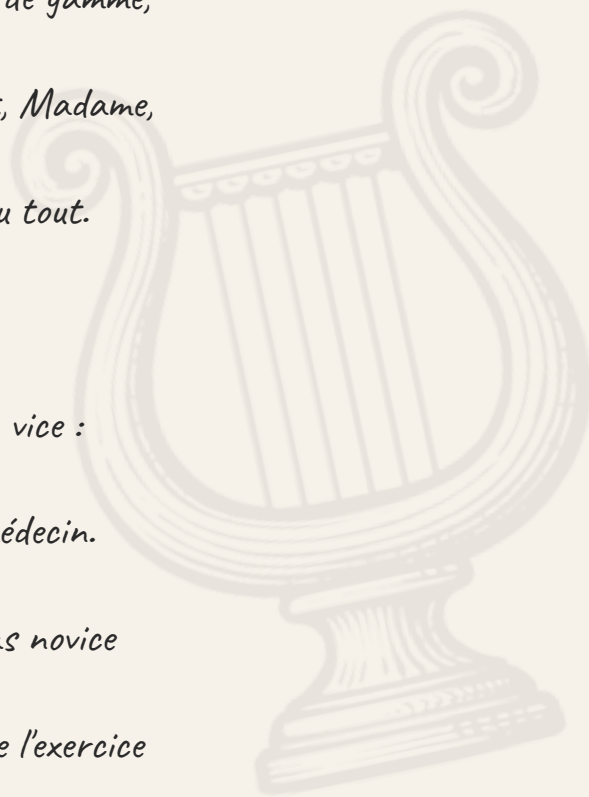 de gamme,
, Madame,
u tout.
vice :
édecin.
s novice
e l'exercice